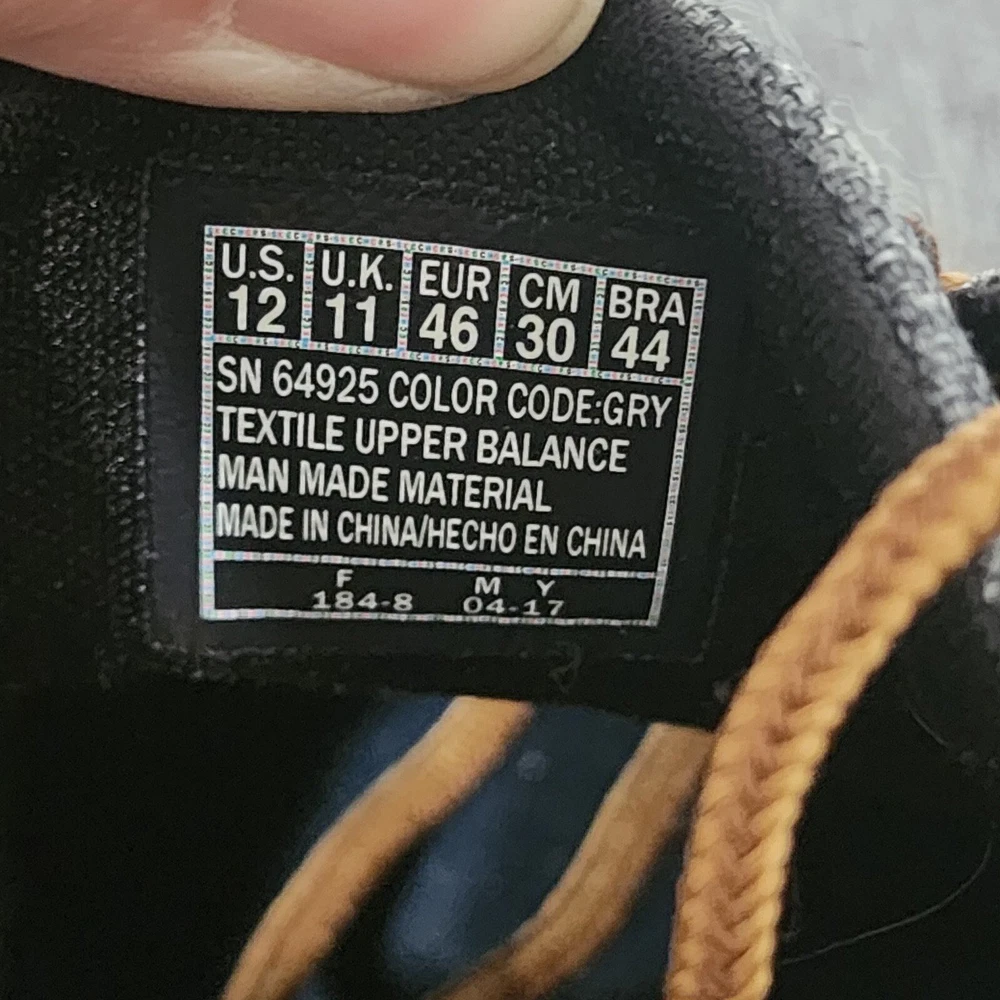 U.S. U.K. EUR CM BRA
12 11 46 30 44
SN 64925 COLOR CODE:GRY
TEXTILE UPPER BALANCE
MAN MADE MATERIAL
MADE IN CHINA/HECHO EN CHINA
F M Y
184-8 04-17